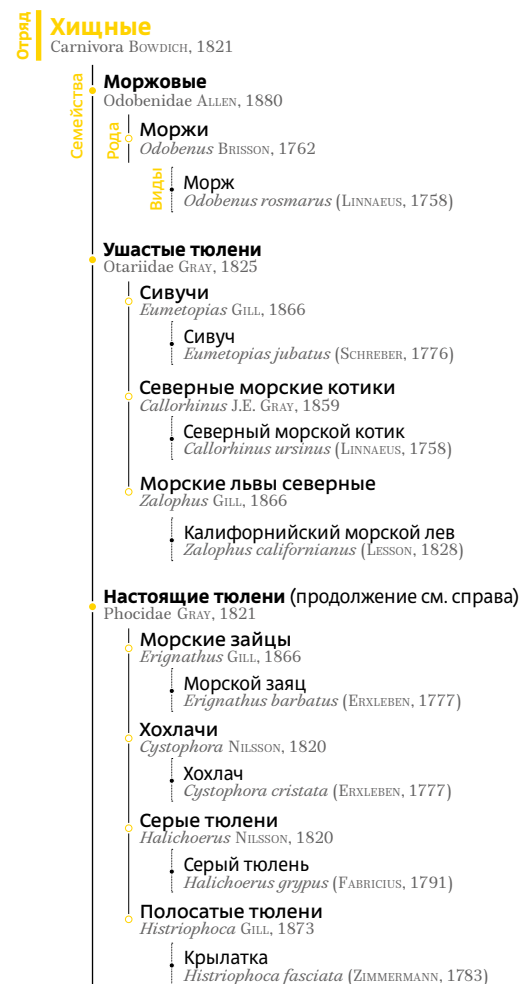 Отряд
Хищные
Carnivora Bowdich, 1821
Семейства
Моржовые
Odobenidae Allen, 1880
Рода
Моржи
Odobenus Brisson, 1762
Виды
Морж
Odobenus rosmarus (Linnaeus, 1758)
Ушастые тюлени
Otariidae Gray, 1825
Сивучи
Eumetopias Gill, 1866
Сивуч
Eumetopias jubatus (Schreber, 1776)
Северные морские котики
Callorhinus J.E. Gray, 1859
Северный морской котик
Callorhinus ursinus (Linnaeus, 1758)
Морские львы северные
Zalophus Gill, 1866
Калифорнийский морской лев
Zalophus californianus (Lesson, 1828)
Настоящие тюлени (продолжение см. справа)
Phocidae Gray, 1821
Морские зайцы
Erignathus Gill, 1866
Морской заяц
Erignathus barbatus (Erxleben, 1777)
Хохлачи
Cystophora Nilsson, 1820
Хохлач
Cystophora cristata (Erxleben, 1777)
Серые тюлени
Halichoerus Nilsson, 1820
Серый тюлень
Halichoerus grypus (Fabricius, 1791)
Полосатые тюлени
Histriophoca Gill, 1873
Крылатка
Histriophoca fasciata (Zimmermann, 1783)